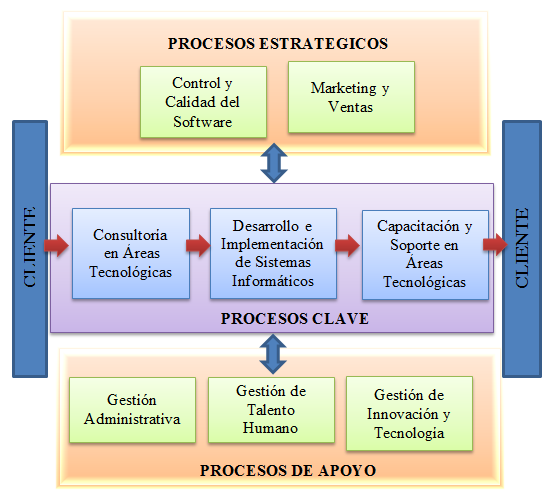 PROCESOS ESTRATEGICOS
Control y
Calidad del
Software
Marketing y
Ventas
CLIENTE
Consultoría
en Áreas
Tecnológicas
Desarrollo e
Implementación
de Sistemas
Informáticos
Capacitación y
Soporte en
Áreas
Tecnológicas
CLIENTE
PROCESOS CLAVE
Gestión
Administrativa
Gestión de
Talento
Humano
Gestión de
Innovación y
Tecnología
PROCESOS DE APOYO